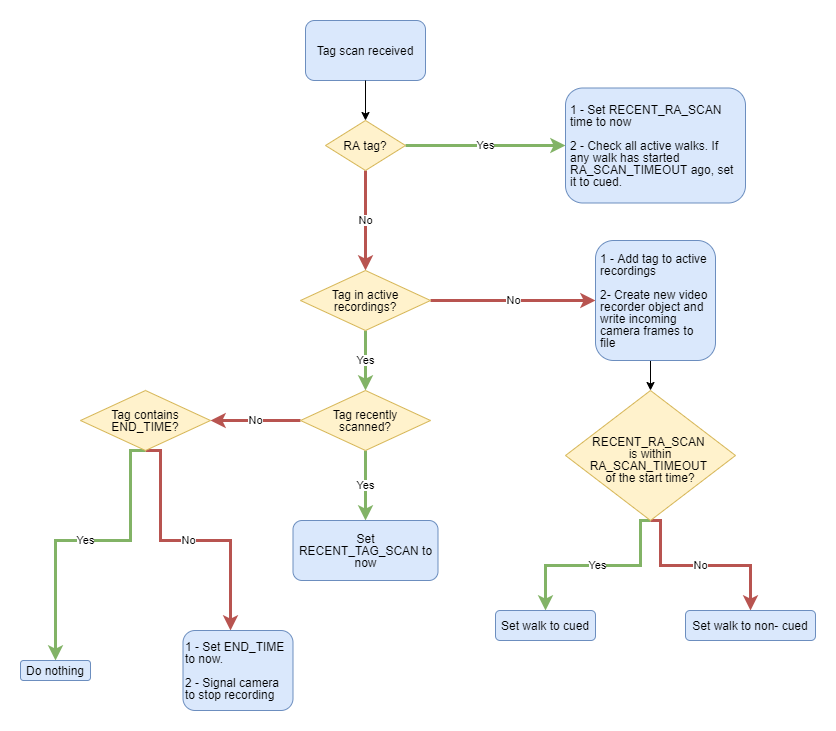 Tag scan received
RA tag?
Yes
1 - Set RECENT_RA_SCAN
time to now
2 - Check all active walks. If
any walk has started
RA_SCAN_TIMEOUT ago, set
it to cued.
No
Tag in active
recordings?
No
1 - Add tag to active
recordings
2- Create new video
recorder object and
write incoming
camera frames to
file
Yes
Tag contains
END_TIME?
No
Tag recently
scanned?
RECENT_RA_SCAN
is within
RA_SCAN_TIMEOUT
of the start time?
Yes
Set
RECENT_TAG_SCAN to
now
Yes
No
Yes
No
Set walk to cued
Set walk to non- cued
Do nothing
1 - Set END_TIME
to now.
2 - Signal camera
to stop recording